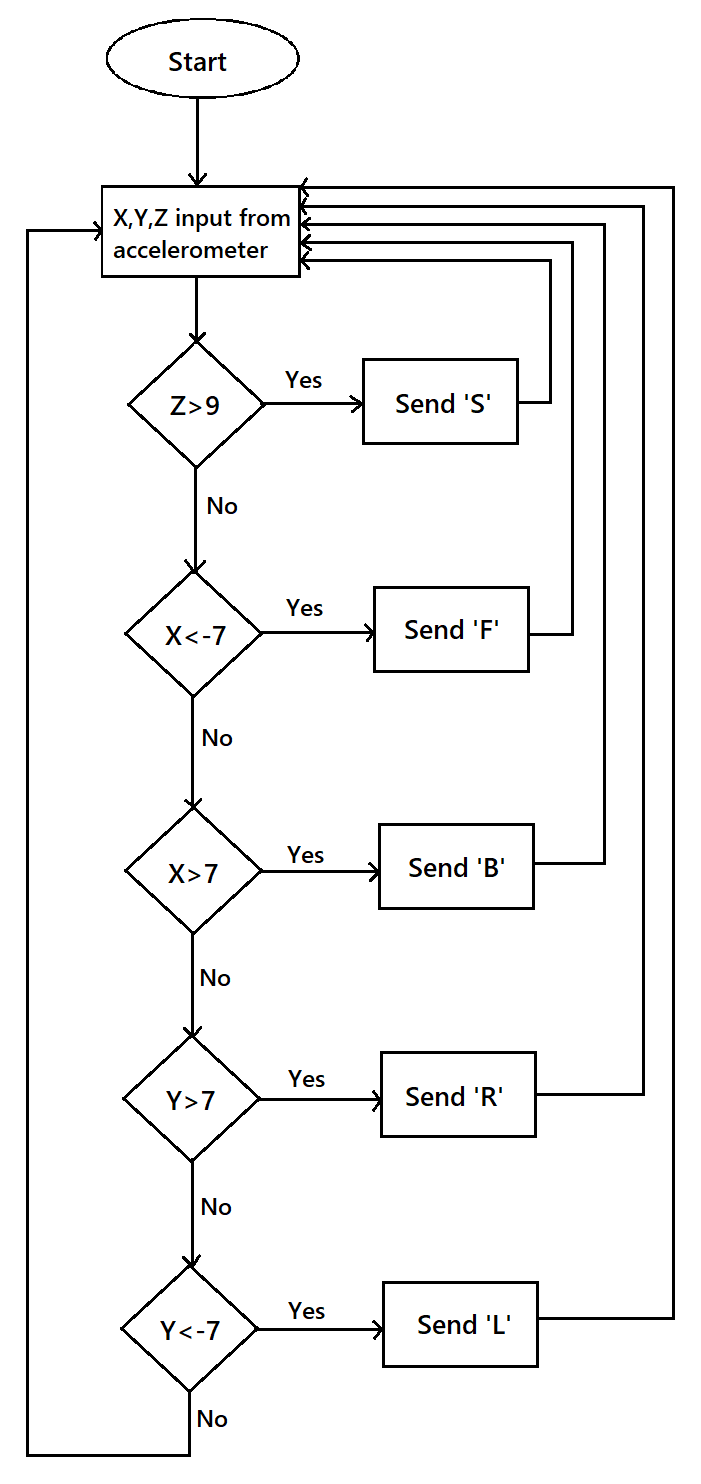 Start
X,Y,Z input from
accelerometer
Z>9
Yes
Send 'S'
No
X<-7
Yes
Send 'F'
No
X>7
Yes
Send 'B'
No
Y>7
Yes
Send 'R'
No
Y<-7
Yes
Send 'L'
No